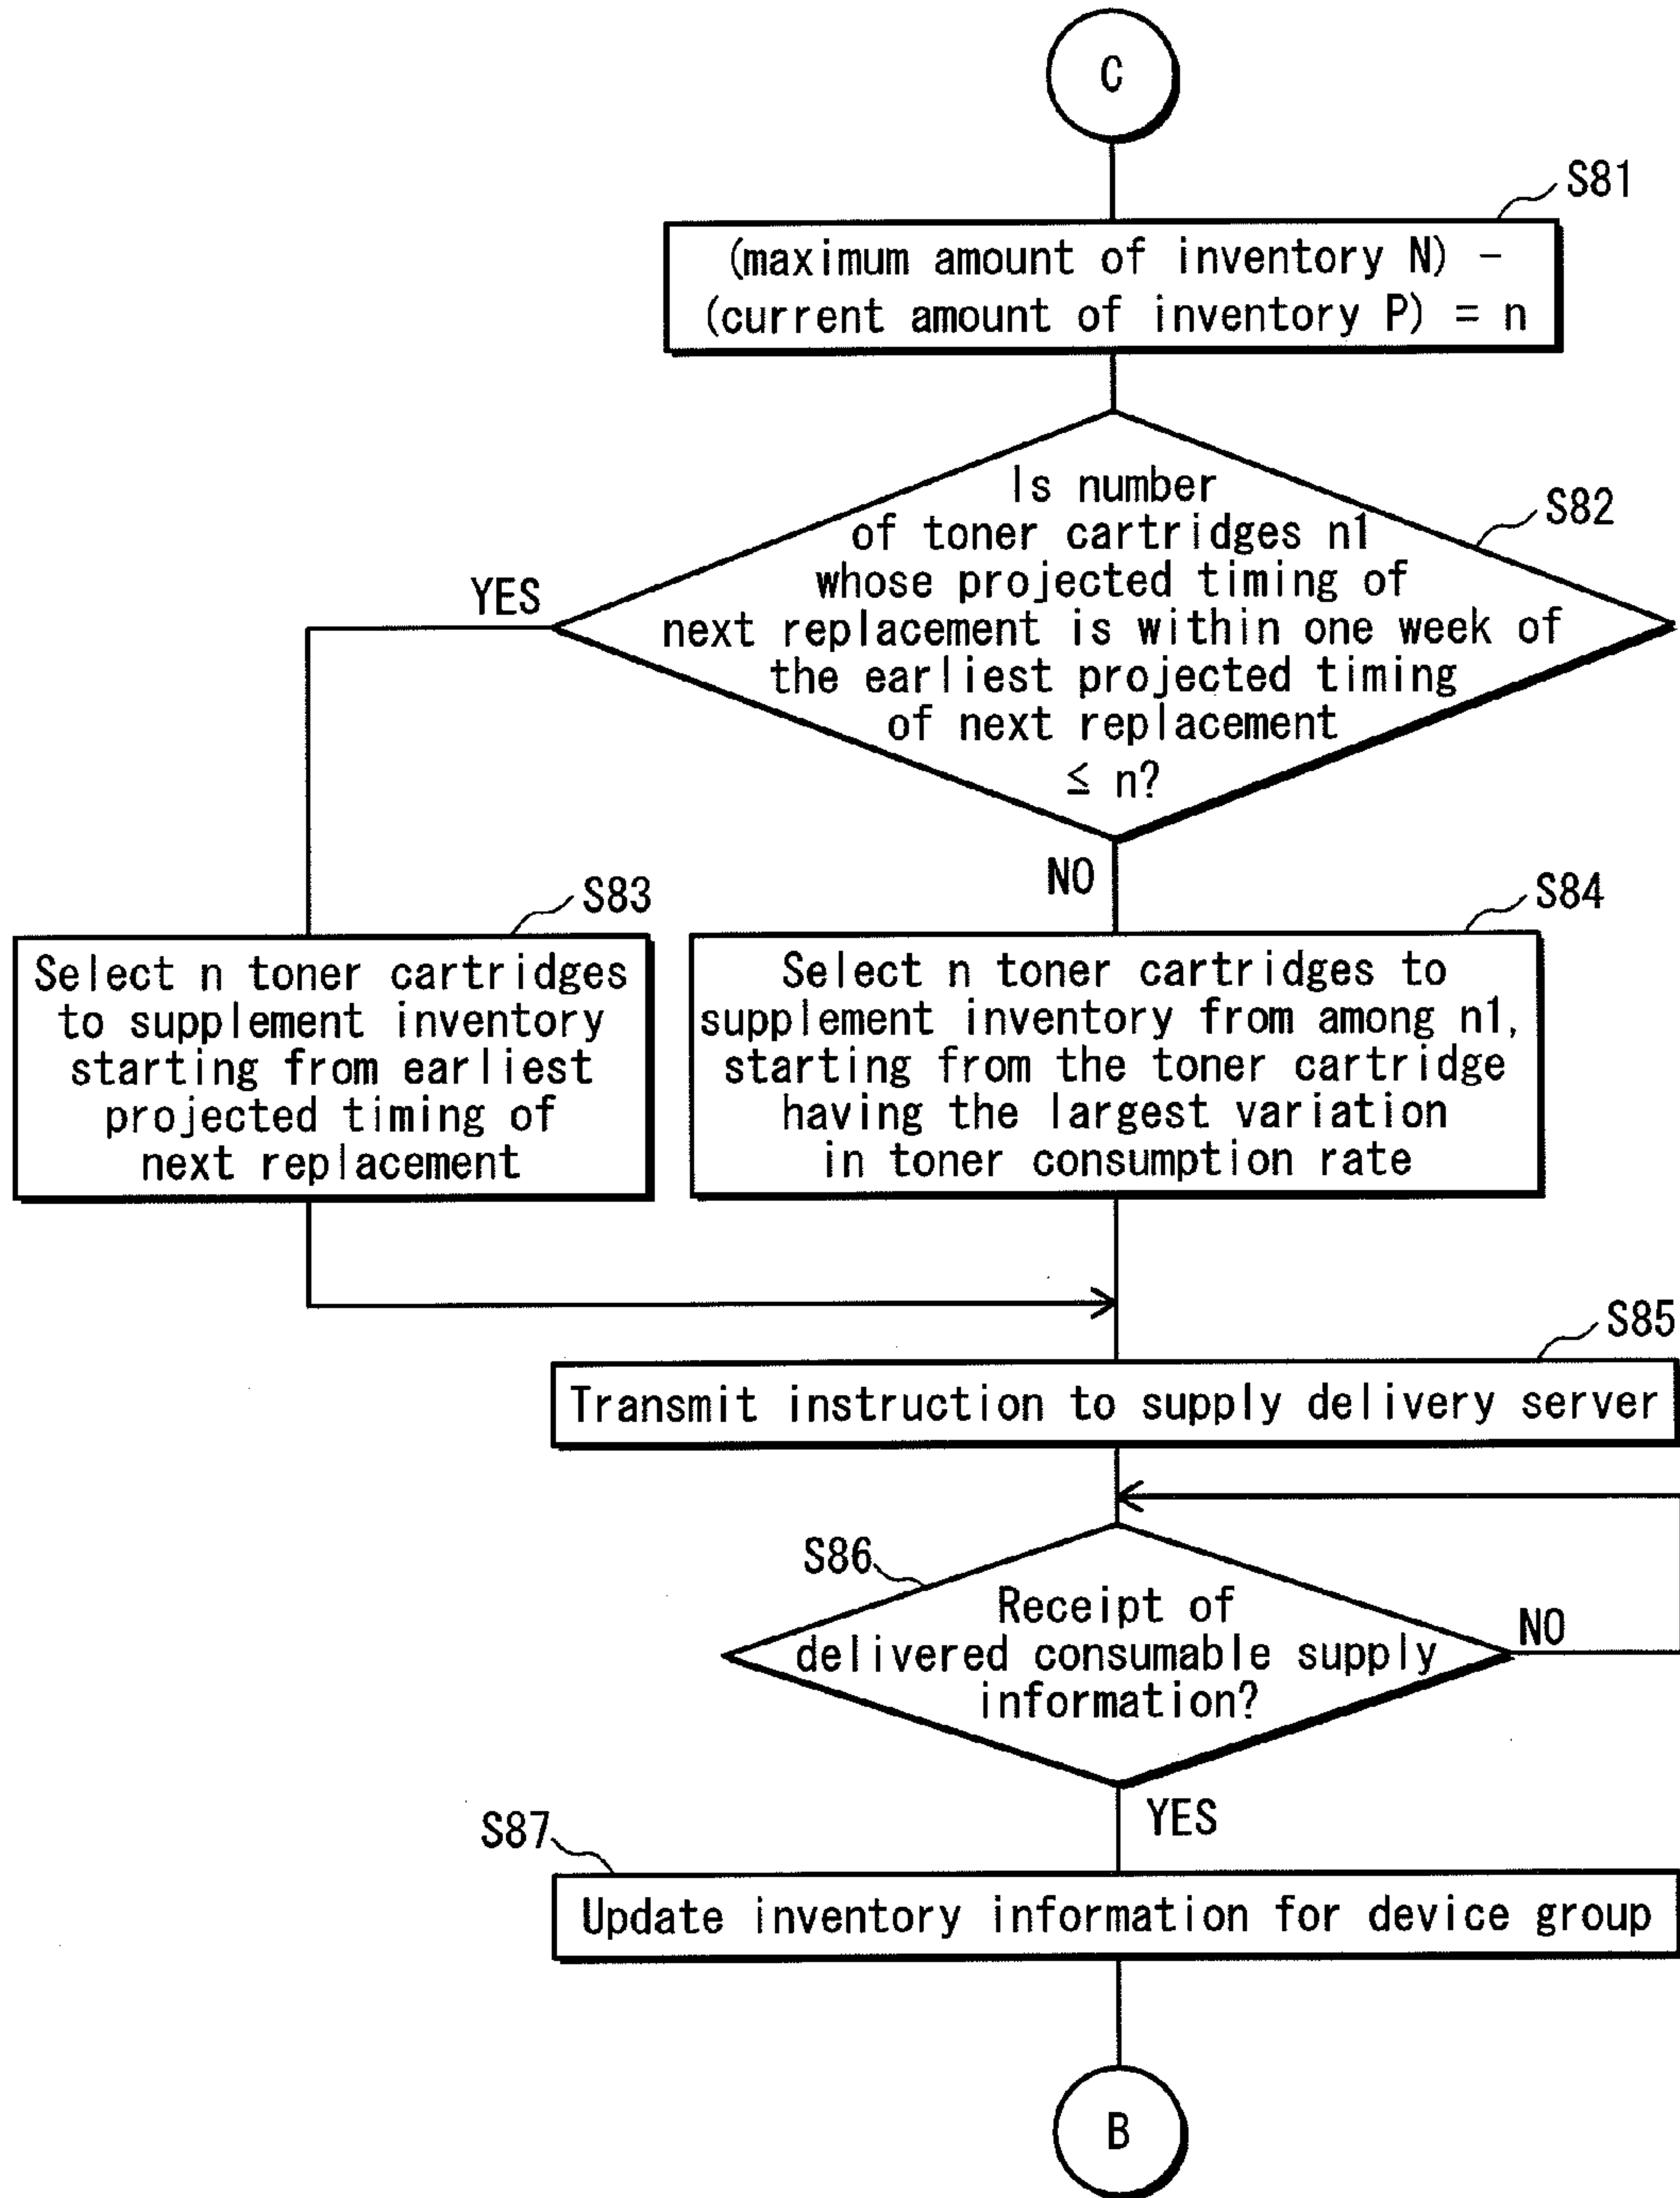 C
S81
(maximum amount of inventory N) -
(current amount of inventory P) = n
S82
Is number
of toner cartridges n1
whose projected timing of
next replacement is within one week of
the earliest projected timing
of next replacement
≤ n?
YES
NO
S83
Select n toner cartridges
to supplement inventory
starting from earliest
projected timing of
next replacement
S84
Select n toner cartridges to
supplement inventory from among n1,
starting from the toner cartridge
having the largest variation
in toner consumption rate
S85
Transmit instruction to supply delivery server
S86
Receipt of
delivered consumable supply
information?
NO
YES
S87
Update inventory information for device group
B